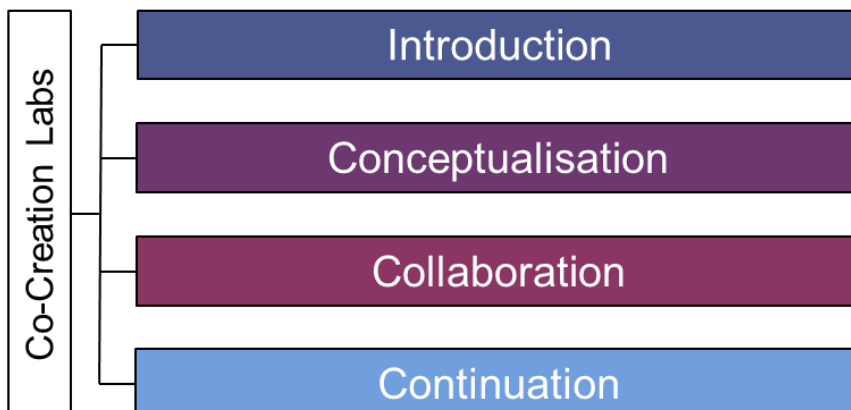 Co-Creation Labs
Introduction
Conceptualisation
Collaboration
Continuation